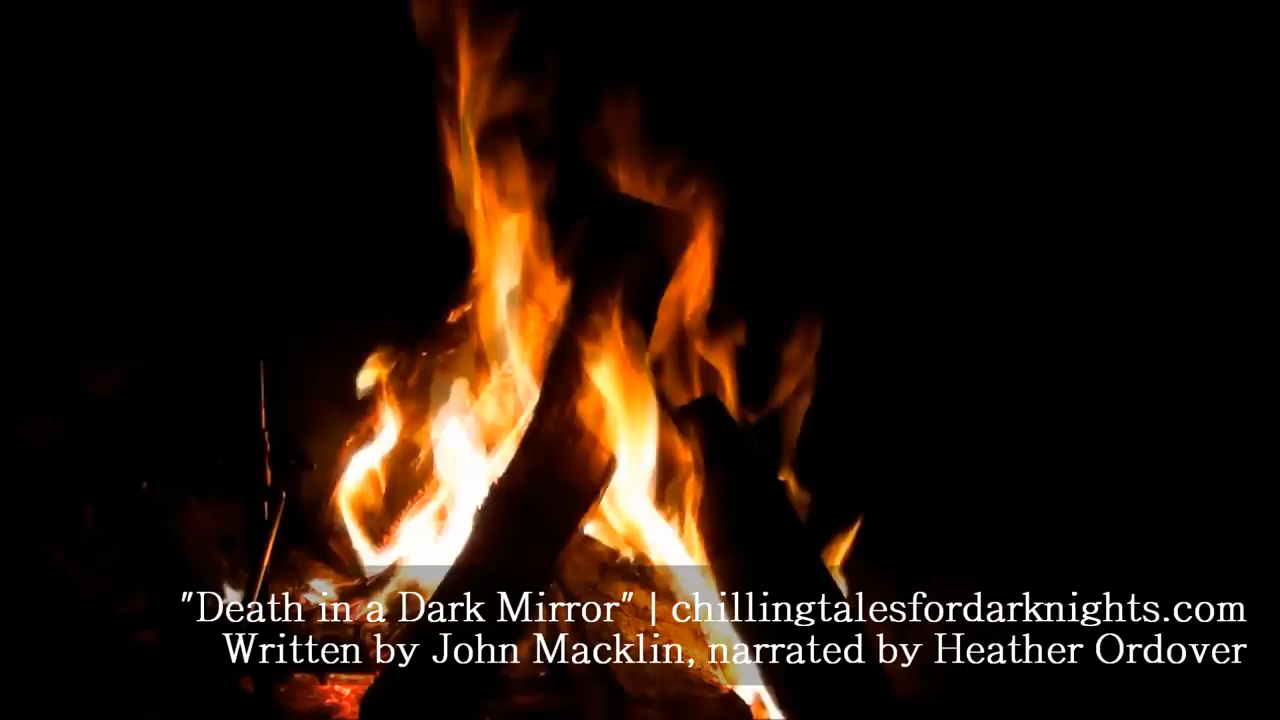 "Death in a Dark Mirror" | chillingtalesfordarknights.com
Written by John Macklin, narrated by Heather Ordover